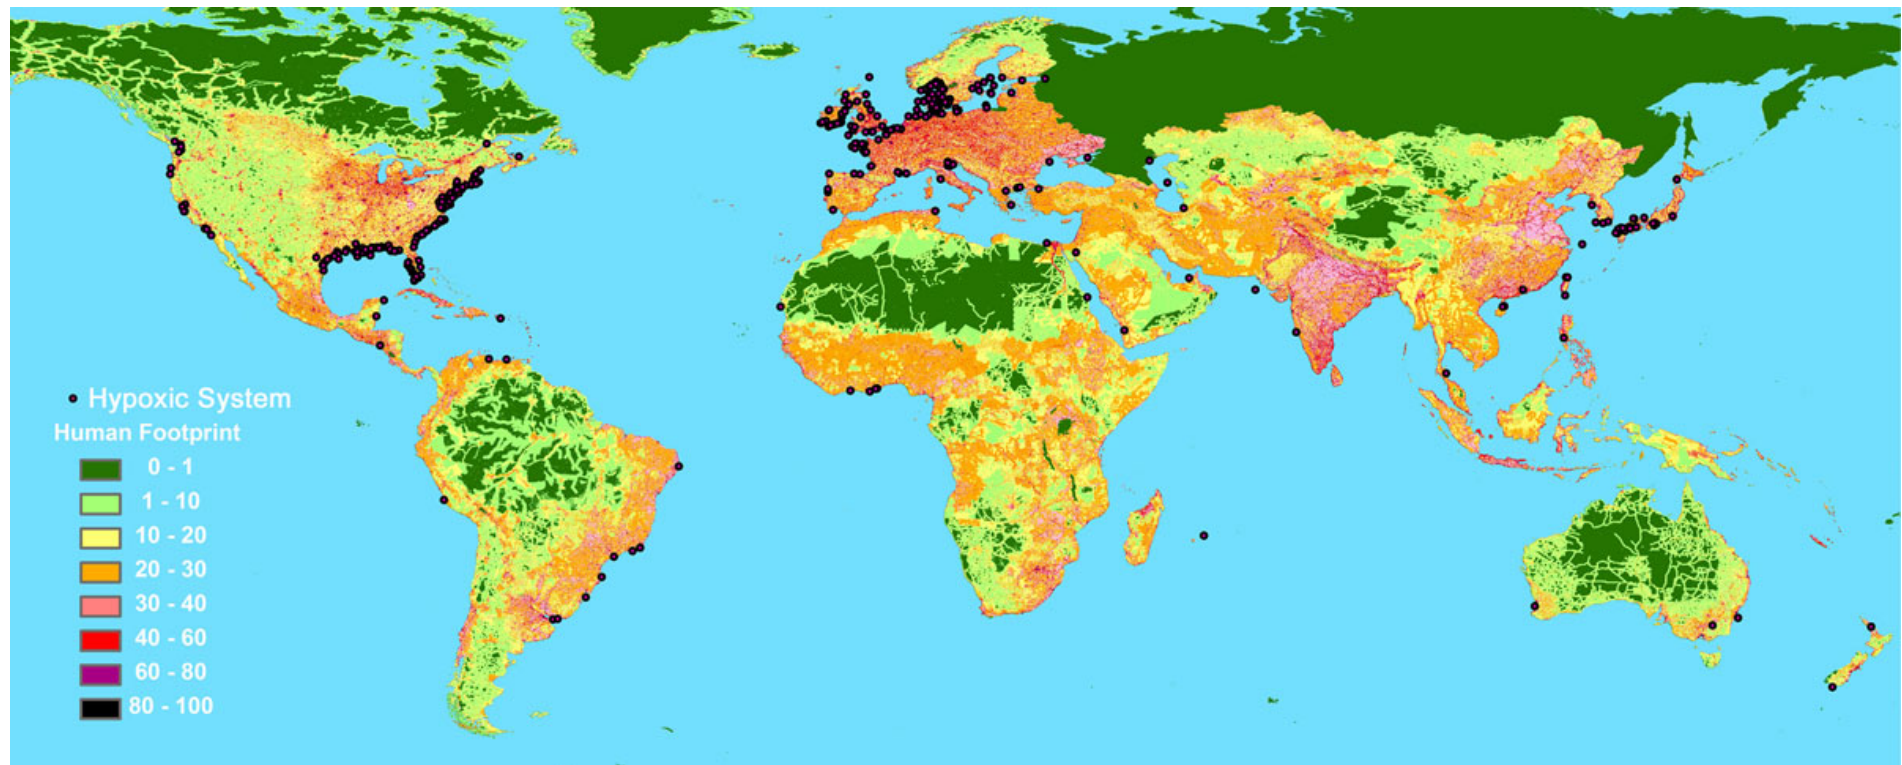 Hypoxic System
Human Footprint
0 - 1
1 - 10
10 - 20
20 - 30
30 - 40
40 - 60
60 - 80
80 - 100